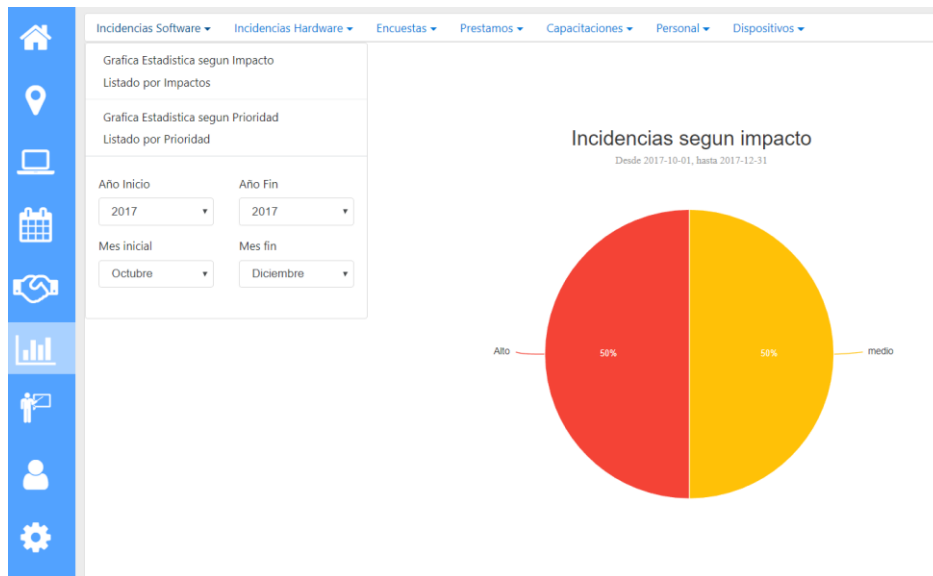 Incidencias Software Incidencias Hardware Encuestas Prestamos Capacitaciones Personal Dispositivos
Grafica Estadistica segun Impacto
Listado por Impactos
Grafica Estadistica segun Prioridad
Listado por Prioridad
Año Inicio Año Fin
2017 2017
Mes inicial Mes fin
Octubre Diciembre
Incidencias segun impacto
Desde 2017-10-01, hasta 2017-12-31
Alto 50% 50% medio